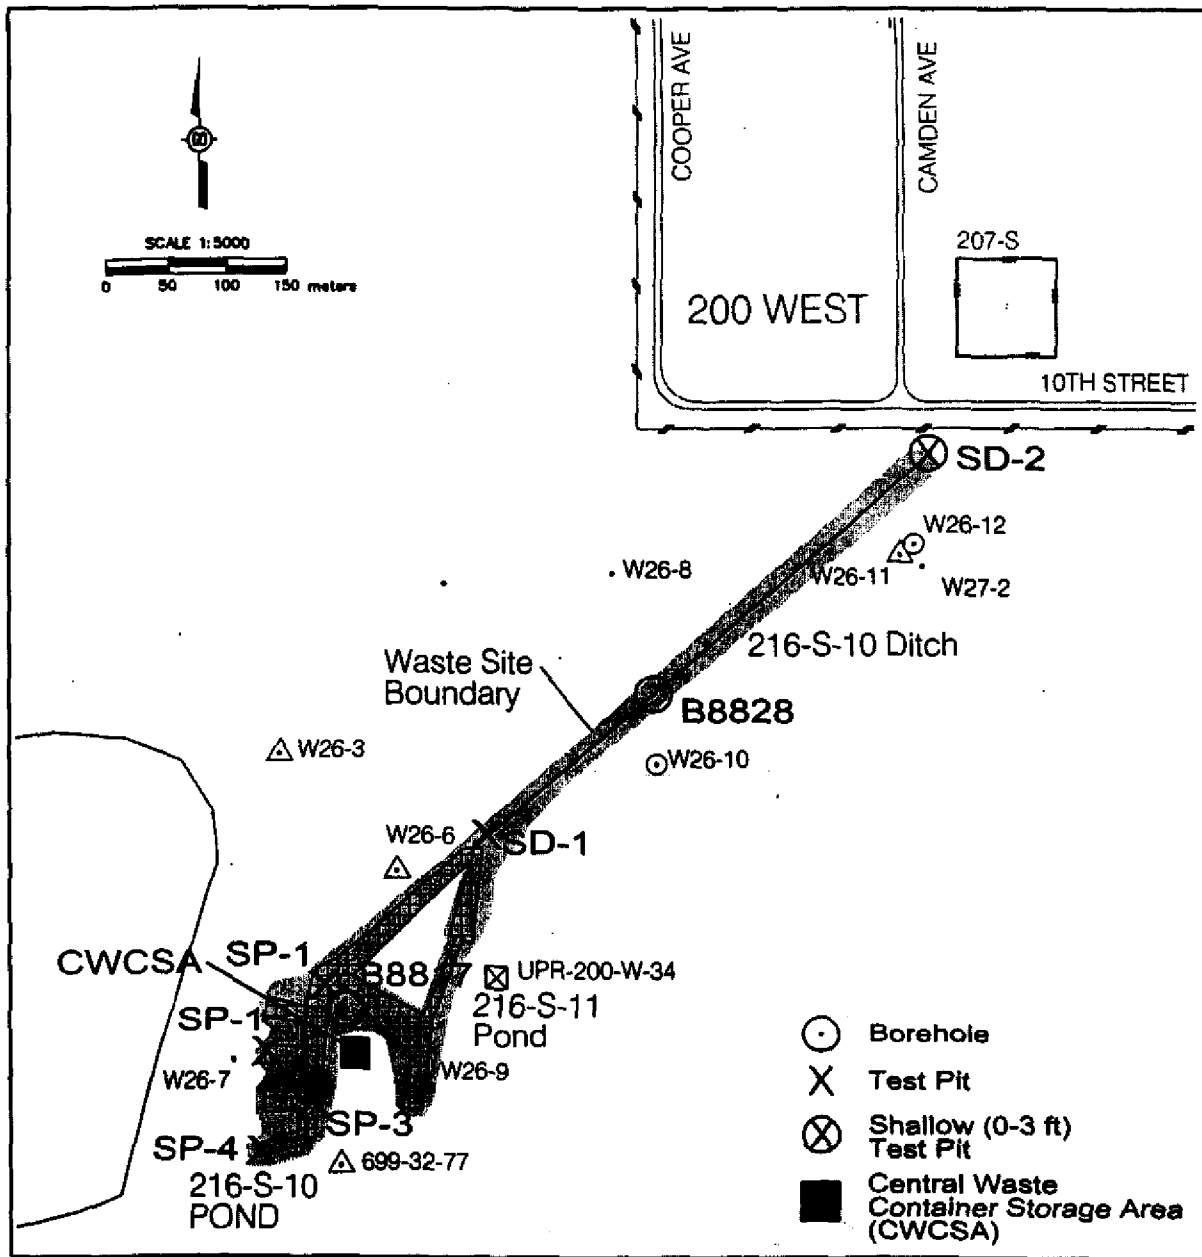 COOPER AVE
CAMDEN AVE
SCALE 1:5000
0 50 100 150 meters
207-S
200 WEST
10TH STREET
SD-2
W26-12
W26-8
W26-11
W27-2
216-S-10 Ditch
Waste Site
Boundary
B8828
W26-3
W26-10
W26-6
SD-1
SP-1
CWCSA
UPR-200-W-34
216-S-11
Pond
SP-1
W26-7
W26-9
SP-3
SP-4
699-32-77
216-S-10
POND
Borehole
Test Pit
Shallow (0-3 ft)
Test Pit
Central Waste
Container Storage Area
(CWCSA)